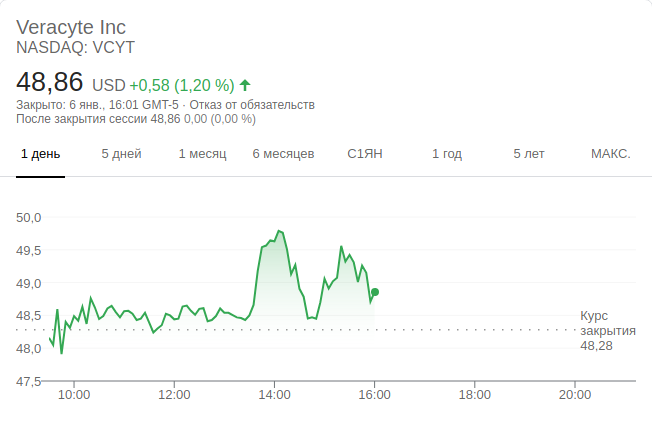 Veracyte Inc
NASDAQ: VCYT
48,86 USD +0,58 (1,20 %)
Закрыто: 6 янв., 16:01 GMT-5 · Отказ от обязательств
После закрытия сессии 48,86 0,00 (0,00 %)
1 день 5 дней 1 месяц 6 месяцев С1ЯН 1 год 5 лет МАКС.
50,0
49,5
49,0
48,5
48,0
47,5
Курс
закрытия
48,28
10:00 12:00 14:00 16:00 18:00 20:00